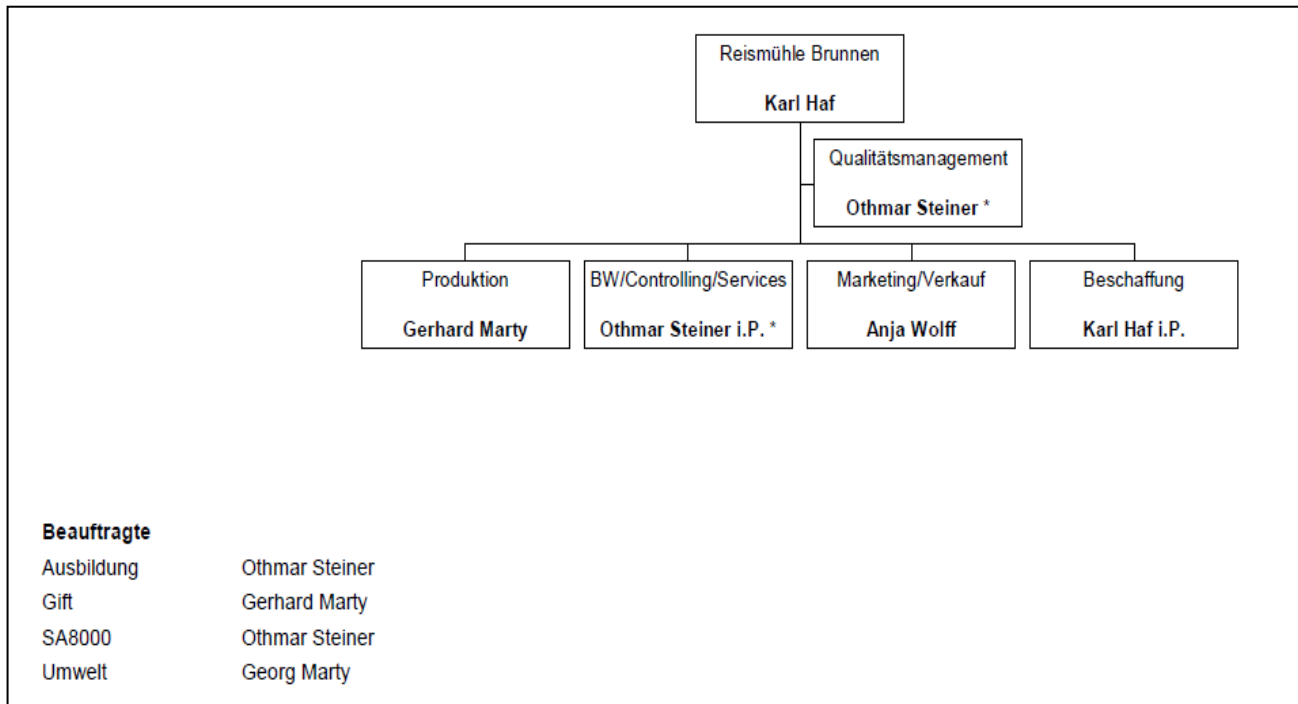 Reismühle Brunnen
Karl Haf
Qualitätsmanagement
Othmar Steiner *
Produktion
Gerhard Marty
BW/Controlling/Services
Othmar Steiner i.P. *
Marketing/Verkauf
Anja Wolff
Beschaffung
Karl Haf i.P.
Beauftragte
Ausbildung Othmar Steiner
Gift Gerhard Marty
SA8000 Othmar Steiner
Umwelt Georg Marty